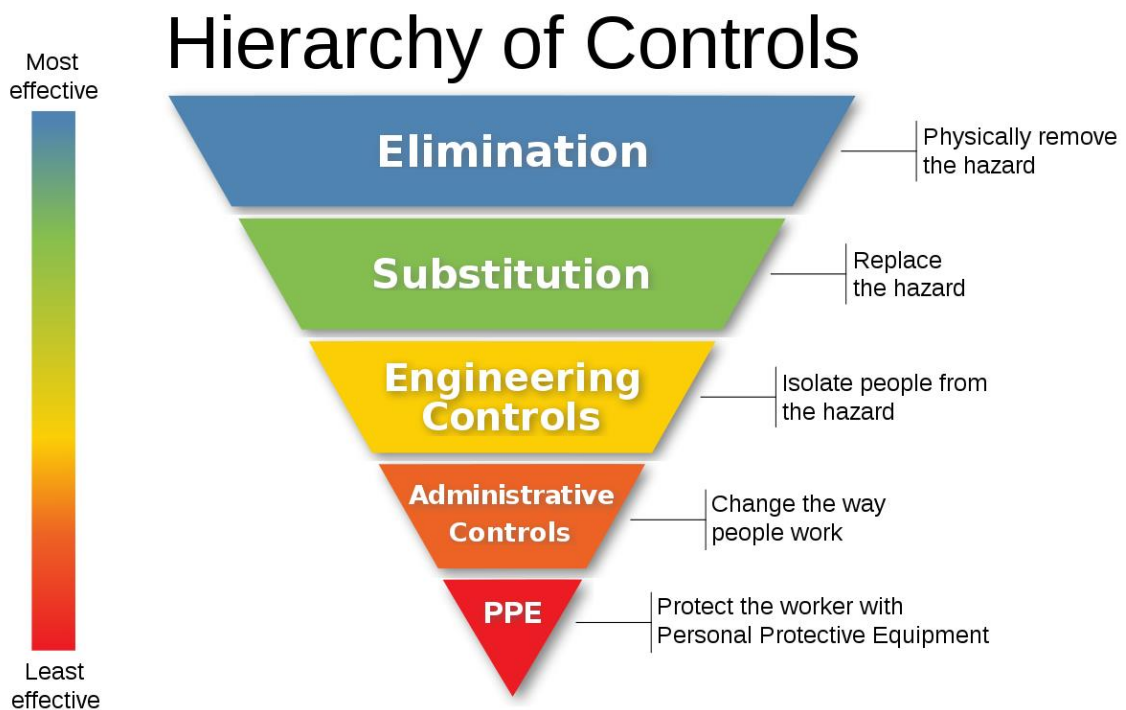 Hierarchy of Controls
Most
effective
Elimination
Physically remove
the hazard
Substitution
Replace
the hazard
Engineering
Controls
Isolate people from
the hazard
Administrative
Controls
Change the way
people work
PPE
Protect the worker with
Personal Protective Equipment
Least
effective